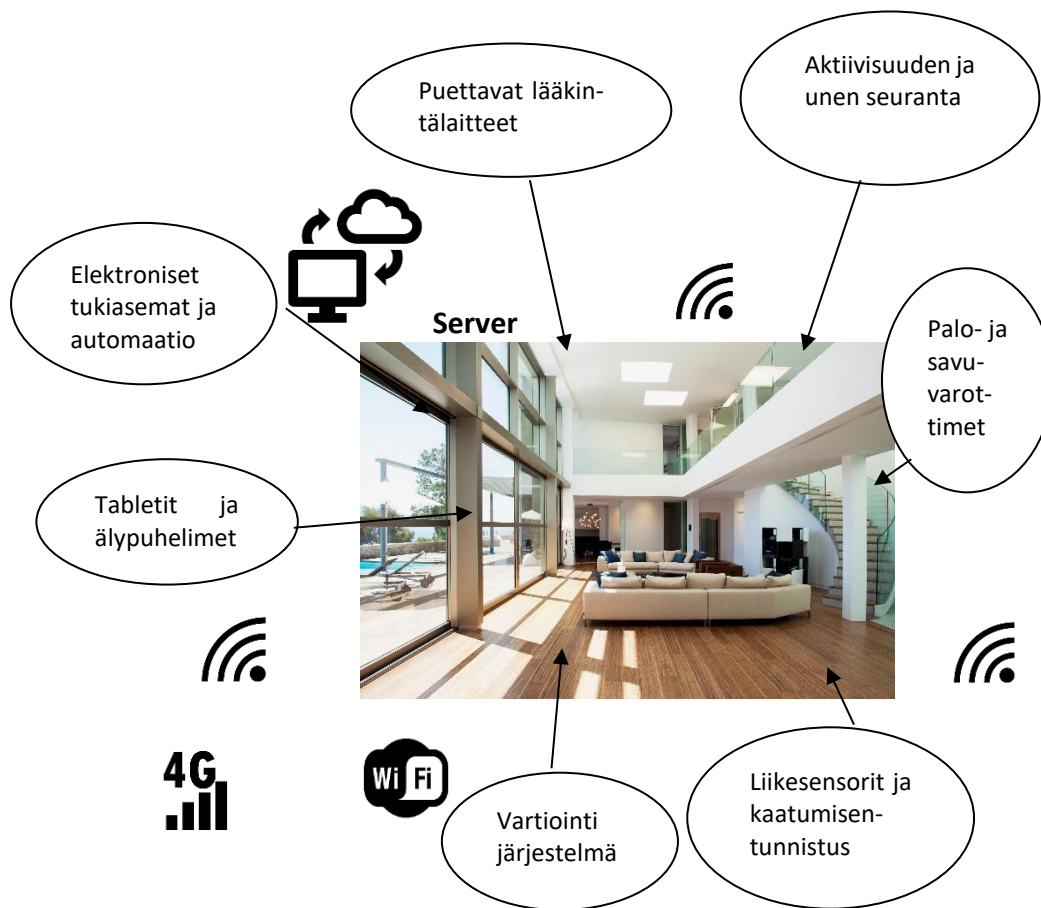 Puettavat lääkin-
tälaitteet
Aktiivisuuden ja
unen seuranta
Elektroniset
tukiasemat ja
automaatio
Server
Palo- ja
savu-
varot-
timet
Tabletit ja
älypuhelimet
4G
Wi Fi
Vartiointi
järjestelmä
Liikesensorit ja
kaatumisen-
tunnistus